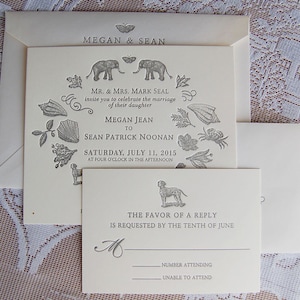 MEGAN & SEAN
MR. & MRS. MARK SEAL
invite you to celebrate the marriage
of their daughter
MEGAN JEAN
TO
SEAN PATRICK NOONAN
SATURDAY, JULY 11, 2015
AT FOUR O'CLOCK IN THE AFTERNOON
THE FAVOR OF A REPLY
IS REQUESTED BY THE TENTH OF JUNE
M
NUMBER ATTENDING
UNABLE TO ATTEND